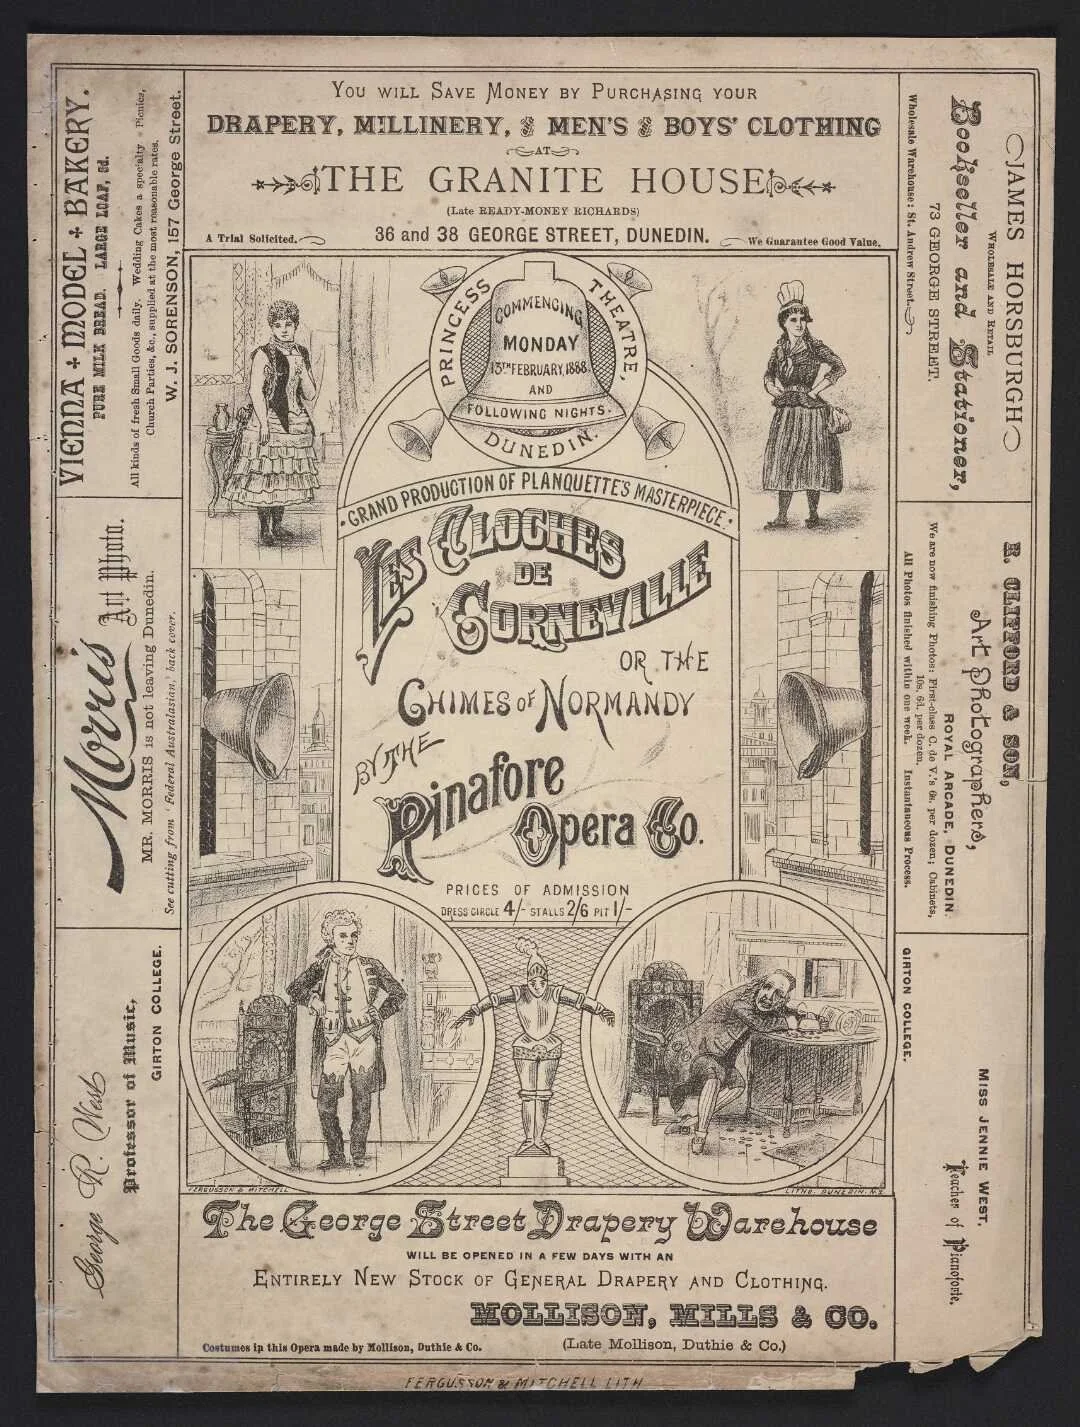 You will Save Money by Purchasing your
DRAPERY, MILLINERY, & MEN'S & BOYS' CLOTHING
AT
THE GRANITE HOUSE
(Late READY-MONEY RICHARDS)
A Trial Solicited.
36 and 38 GEORGE STREET, DUNEDIN.
We Guarantee Good Value.
VIENNA + MODEL + BAKERY.
PURE MILK BREAD. LARGE LOAF, 6d.
All kinds of fresh Small Goods daily. Wedding Cakes a specialty Picnics,
Church Parties, &c., supplied at the most reasonable rates.
W. J. SORENSON, 157 George Street.
Morris
Art Photo.
MR. MORRIS is not leaving Dunedin.
See cutting from 'Federal Australasian,' back cover.
George R. West
Professor of Music,
GIRTON COLLEGE.
PRINCESS THEATRE,
COMMENCING
MONDAY
13TH FEBRUARY, 1888
AND
FOLLOWING NIGHTS.
DUNEDIN.
GRAND PRODUCTION OF PLANQUETTE'S MASTERPIECE.
LES CLOCHES
DE
CORNEVILLE
OR THE
CHIMES OF NORMANDY
BY THE
Pinafore
Opera Co.
PRICES OF ADMISSION
DRESS CIRCLE 4/- STALLS 2/6 PIT 1/-
FERGUSSON & MITCHELL
LITHO. DUNEDIN. N.Z.
JAMES HORSBURGH
WHOLESALE AND RETAIL
Bookseller and Stationer,
73 GEORGE STREET.
Wholesale Warehouse: St. Andrew Street.
R. CLIFFORD & SON,
Art Photographers,
ROYAL ARCADE, DUNEDIN.
We are now finishing Photos: First-class C. de V.'s 6s. per dozen; Cabinets,
10s. 6d. per dozen.
All Photos finished within one week. Instantaneous Process.
MISS JENNIE WEST,
Teacher of Pianoforte,
GIRTON COLLEGE.
The George Street Drapery Warehouse
WILL BE OPENED IN A FEW DAYS WITH AN
ENTIRELY NEW STOCK OF GENERAL DRAPERY AND CLOTHING.
MOLLISON, MILLS & CO.
Costumes in this Opera made by Mollison, Duthie & Co.
(Late Mollison, Duthie & Co.)
FERGUSSON & MITCHELL LITH